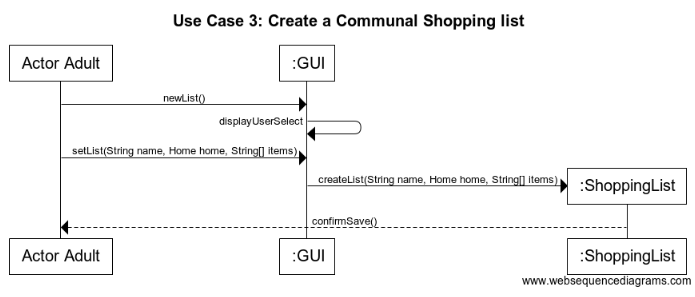 Use Case 3: Create a Communal Shopping list
Actor Adult
:GUI
newList()
displayUserSelect
setList(String name, Home home, String[] items)
createList(String name, Home home, String[] items)
:ShoppingList
confirmSave()
Actor Adult
:GUI
:ShoppingList
www.websequencediagrams.com